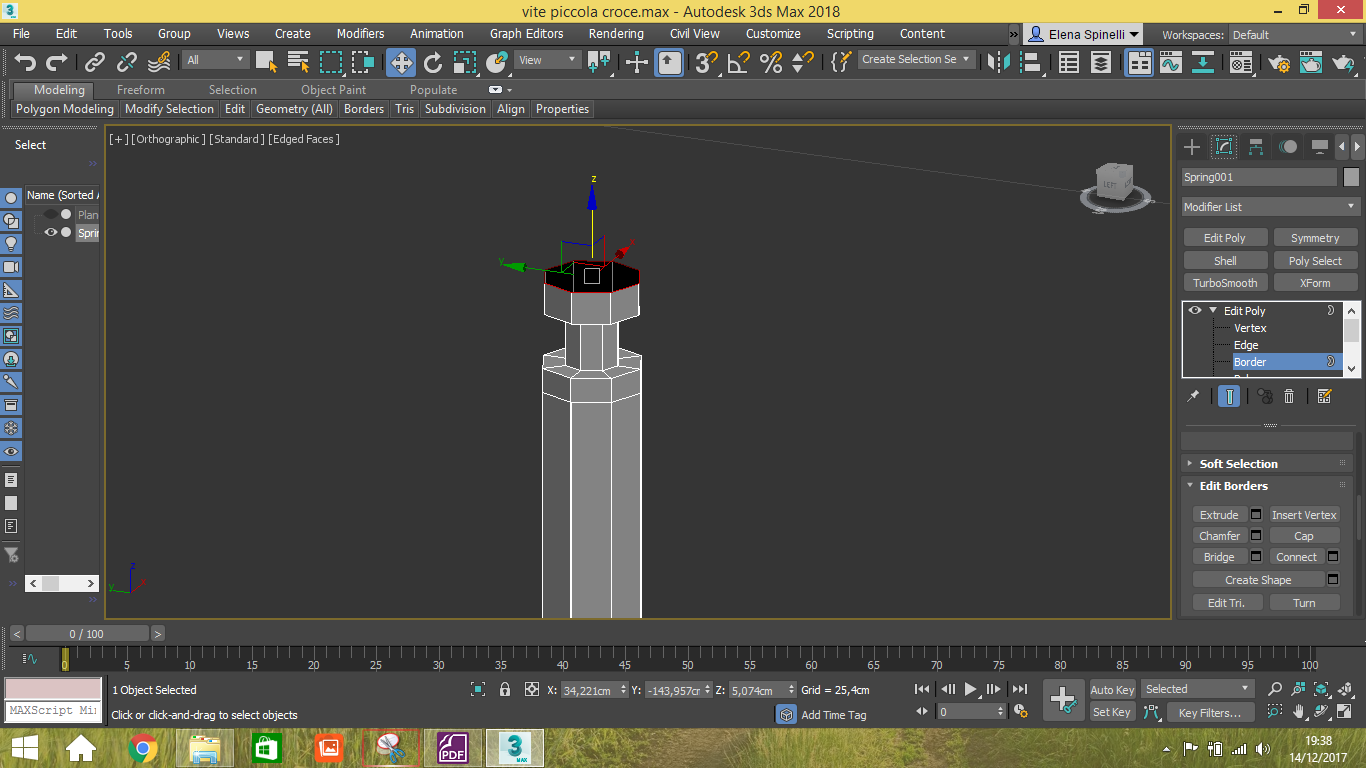 vite piccola croce.max - Autodesk 3ds Max 2018
File Edit Tools Group Views Create Modifiers Animation Graph Editors Rendering Civil View Customize Scripting Content » Elena Spinelli Workspaces: Default
All View 3 Create Selection Se
Modeling Freeform Selection Object Paint Populate
Polygon Modeling Modify Selection Edit Geometry (All) Borders Tris Subdivision Align Properties
Select
[+] [Orthographic] [Standard] [Edged Faces]
Name (Sorted A
Plan
Sprin
z
x
y
LEFT
Spring001
Modifier List
Edit Poly Symmetry
Shell Poly Select
TurboSmooth XForm
Edit Poly
Vertex
Edge
Border
Soft Selection
Edit Borders
Extrude Insert Vertex
Chamfer Cap
Bridge Connect
Create Shape
Edit Tri. Turn
z
x
y
< 0 / 100 >
0 5 10 15 20 25 30 35 40 45 50 55 60 65 70 75 80 85 90 95 100
1 Object Selected X: 34,221cm Y: -143,957cm Z: 5,074cm Grid = 25,4cm Auto Key Selected
MAXScript Mi Click or click-and-drag to select objects Add Time Tag 0 Set Key Key Filters...
PDF 3 MAX 19:38
14/12/2017